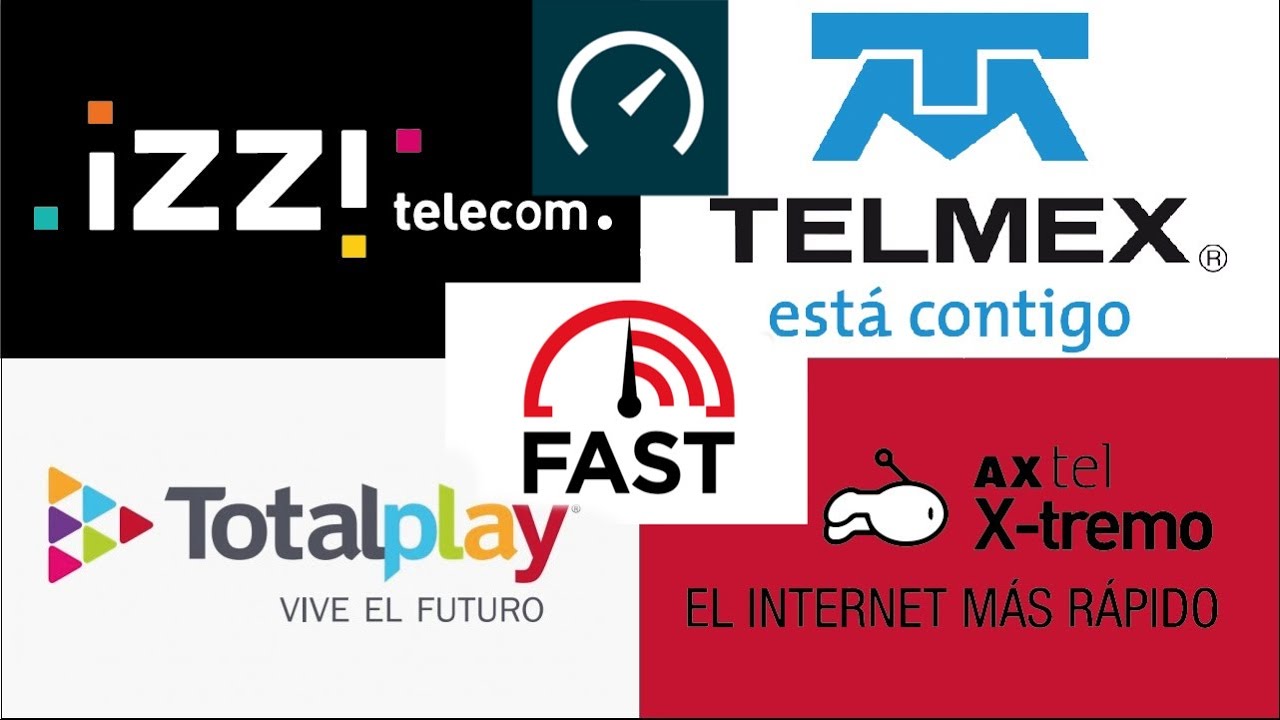 izz!
telecom.
TELMEX®
está contigo
FAST
Totalplay®
VIVE EL FUTURO
AXtel
X-tremo
EL INTERNET MÁS RÁPIDO